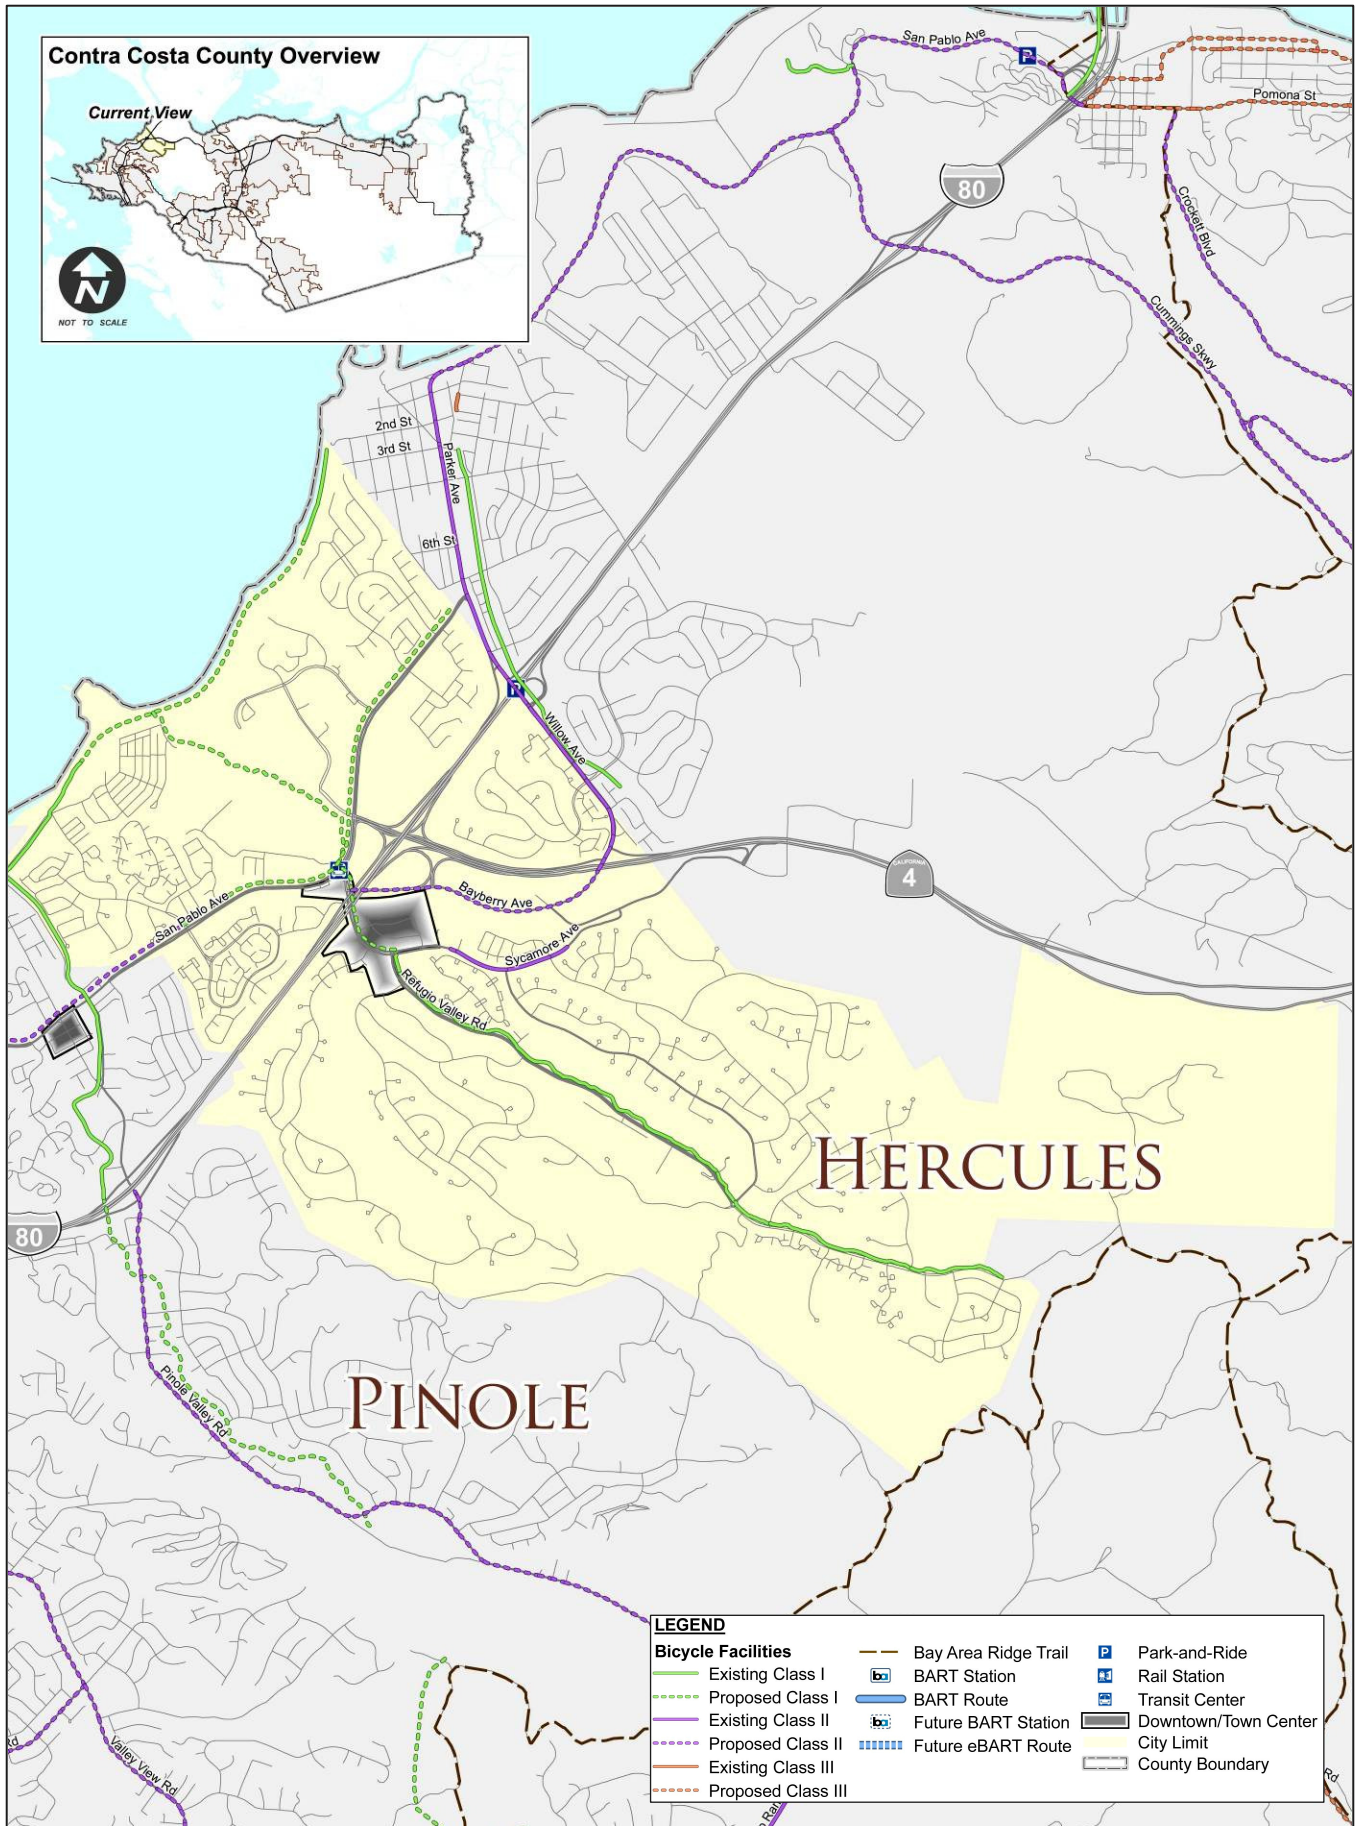 Contra Costa County Overview
Current View
N
NOT TO SCALE
San Pablo Ave
P
Pomona St
80
Crockett Blvd
Cummings Skwy
2nd St
3rd St
Parker Ave
6th St
P
Willow Ave
CALIFORNIA
4
Bayberry Ave
San Pablo Ave
Sycamore Ave
Refugio Valley Rd
HERCULES
80
PINOLE
Pinole Valley Rd
Rd
Valley View Rd
Rd
LEGEND
Bicycle Facilities
Existing Class I
Proposed Class I
Existing Class II
Proposed Class II
Existing Class III
Proposed Class III
Bay Area Ridge Trail
ba BART Station
BART Route
ba Future BART Station
Future eBART Route
P Park-and-Ride
Rail Station
Transit Center
Downtown/Town Center
City Limit
County Boundary